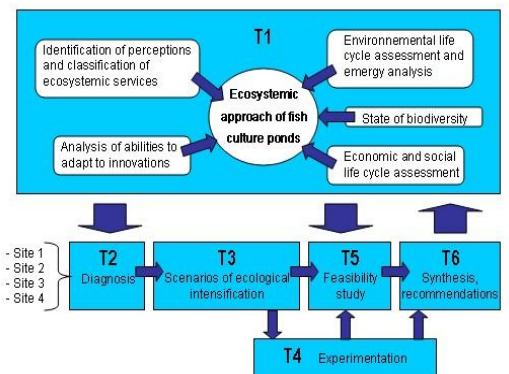 T1
Identification of perceptions
and classification of
ecosystemic services
Environnemental life
cycle assessment and
emergy analysis
Ecosystemic
approach of fish
culture ponds
State of biodiversity
Analysis of abilities to
adapt to innovations
Economic and social
life cycle assessment
- Site 1
- Site 2
- Site 3
- Site 4
T2
Diagnosis
T3
Scenarios of ecological
intensification
T5
Feasibility
study
T6
Synthesis,
recommendations
T4 Experimentation